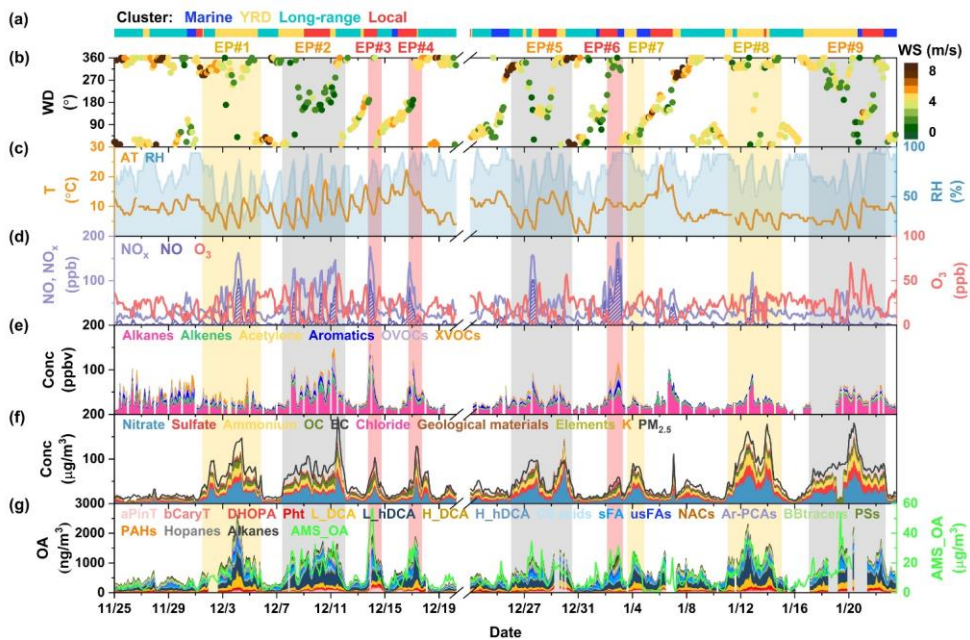 (a) Cluster: Marine YRD Long-range Local
EP#1 EP#2 EP#3 EP#4 EP#5 EP#6 EP#7 EP#8 EP#9
(b) WD (°) 360 270 180 90 WS (m/s) 8 6 4 2 0
(c) AT RH T (°C) 30 20 10 RH (%) 100 50 0
(d) NOx NO O3 NO, NOx (ppb) 200 100 O3 (ppb) 100 50 0
(e) Alkanes Alkenes Acetylene Aromatics OVOCs XVOCs
Conc (ppbv) 200 100
(f) Nitrate Sulfate Ammonium OC EC Chloride Geological materials Elements K PM2.5
Conc (μg/m3) 200 100
(g) aPinT bCaryT DHOPA Pht L_DCA L_hDCA H_DCA H_hDCA sFA usFAs NACs Ar-PCAs BBtracers PSs
PAHs Hopanes Alkanes AMS_OA
OA (ng/m3) 3000 2000 1000 0 AMS_OA (μg/m3) 60 40 20 0
11/25 11/29 12/3 12/7 12/11 12/15 12/19 12/27 12/31 1/4 1/8 1/12 1/16 1/20
Date